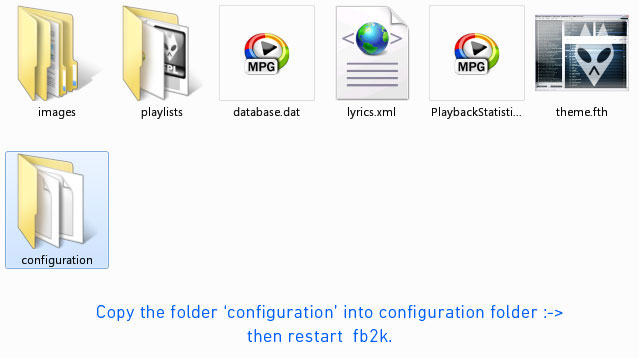 MPG
MPG
images
playlists
database.dat
lyrics.xml
PlaybackStatisti...
theme.fth
configuration
Copy the folder ‘configuration’ into configuration folder :->
then restart fb2k.